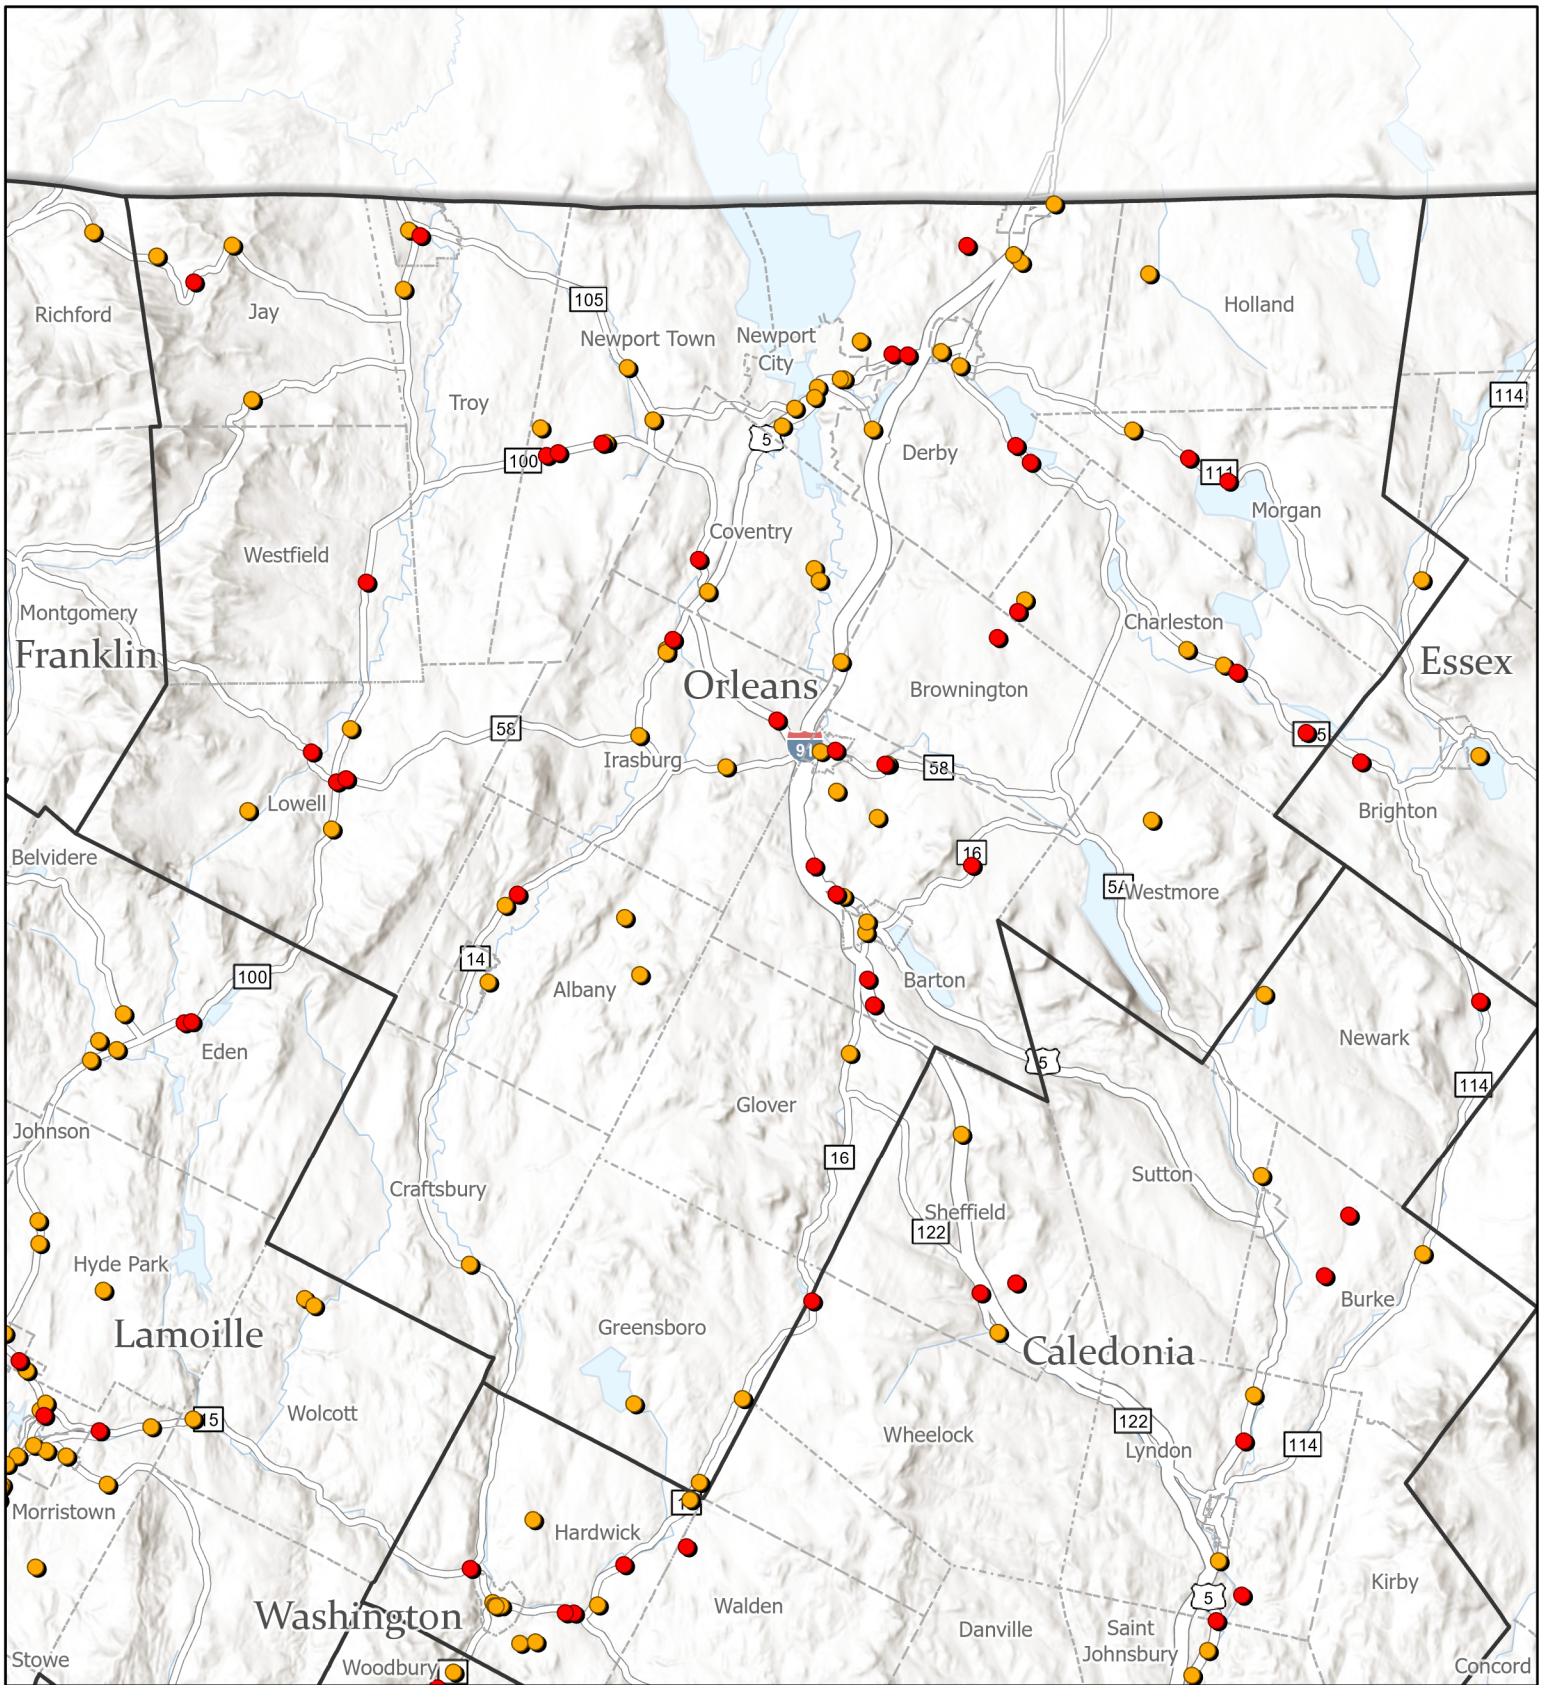 105
Richford
Jay
Holland
Newport Town
Newport
City
Troy
114
5
Derby
100
111
Morgan
Coventry
Westfield
Montgomery
Charleston
Franklin
Essex
Orleans
Brownington
58
91
Irasburg
58
Lowell
Brighton
Belvidere
16
Westmore
14
100
Albany
Barton
Eden
Newark
5
114
Glover
Johnson
16
Sutton
Craftsbury
Sheffield
122
Hyde Park
Burke
Lamoille
Greensboro
Caledonia
15
Wolcott
122
Wheelock
Lyndon
114
Morristown
Hardwick
Kirby
5
Washington
Walden
Danville
Saint
Johnsbury
Stowe
Woodbury
Concord